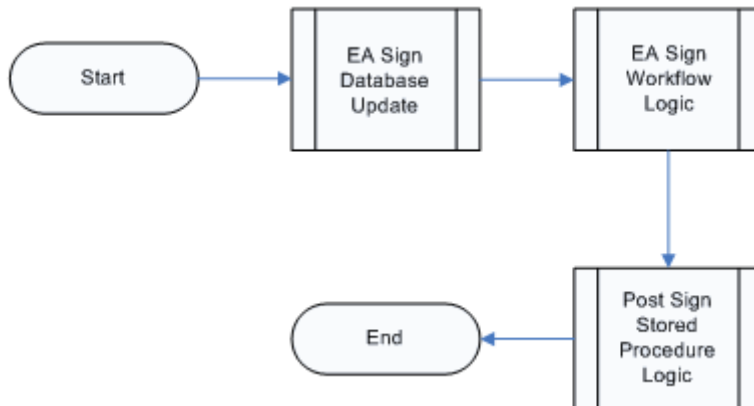 Start
EA Sign
Database
Update
EA Sign
Workflow
Logic
Post Sign
Stored
Procedure
Logic
End